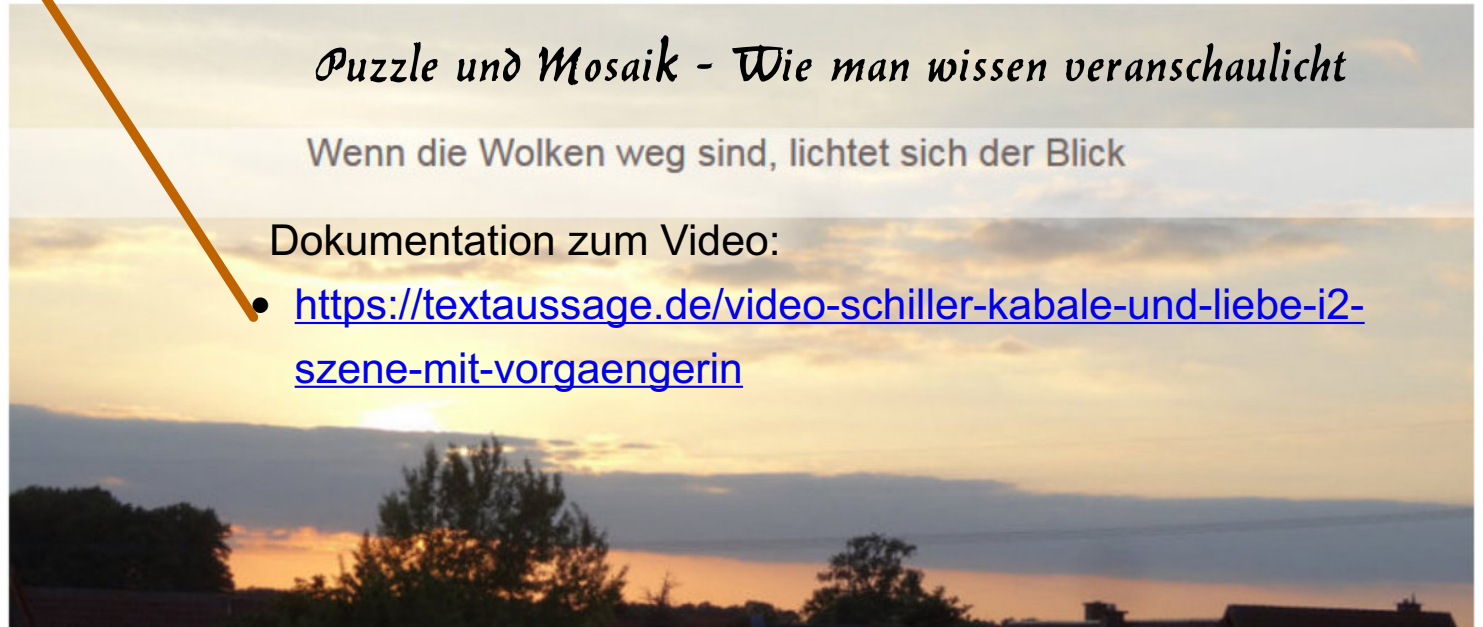 Puzzle und Mosaik - Wie man wissen veranschaulicht
Wenn die Wolken weg sind, lichtet sich der Blick
Dokumentation zum Video:
• https://textaussage.de/video-schiller-kabale-und-liebe-i2-
szene-mit-vorgaengerin